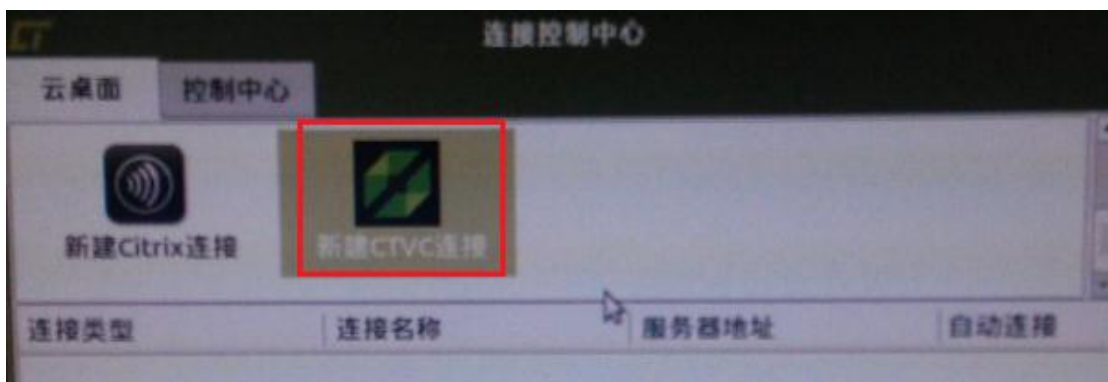 CT
连接控制中心
云桌面 控制中心
新建Citrix连接 新建CTVC连接
连接类型 连接名称 服务器地址 自动连接